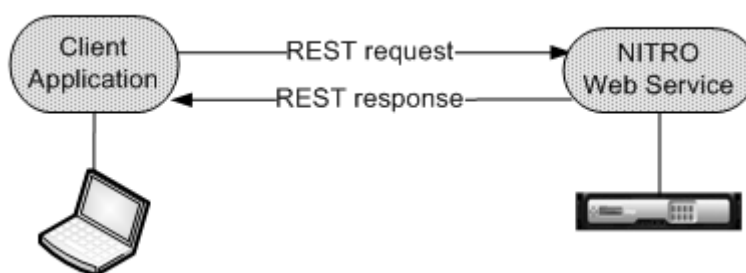 Client
Application
REST request
REST response
NITRO
Web Service